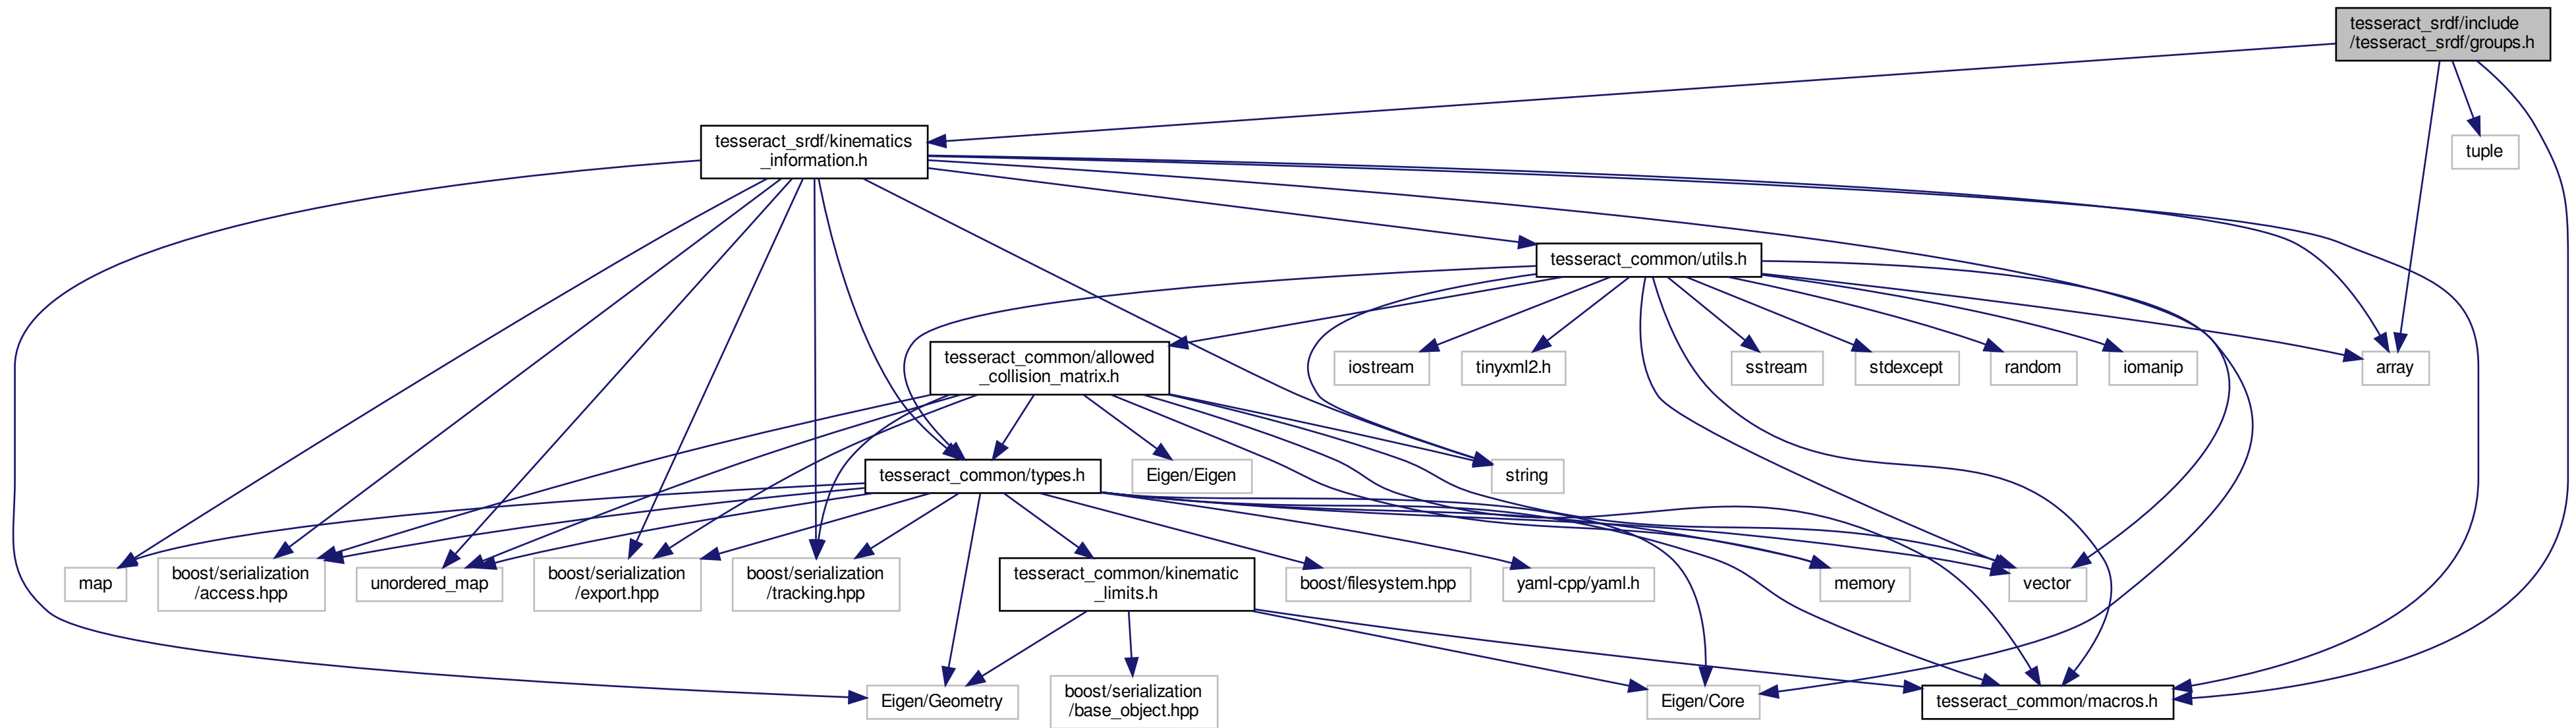 tesseract_srdf/include
/tesseract_srdf/groups.h
tesseract_srdf/kinematics
_information.h
tuple
tesseract_common/utils.h
tesseract_common/allowed
_collision_matrix.h
iostream
tinyxml2.h
sstream
stdexcept
random
iomanip
array
tesseract_common/types.h
Eigen/Eigen
string
map
boost/serialization
/access.hpp
unordered_map
boost/serialization
/export.hpp
boost/serialization
/tracking.hpp
tesseract_common/kinematic
_limits.h
boost/filesystem.hpp
yaml-cpp/yaml.h
memory
vector
Eigen/Geometry
boost/serialization
/base_object.hpp
Eigen/Core
tesseract_common/macros.h